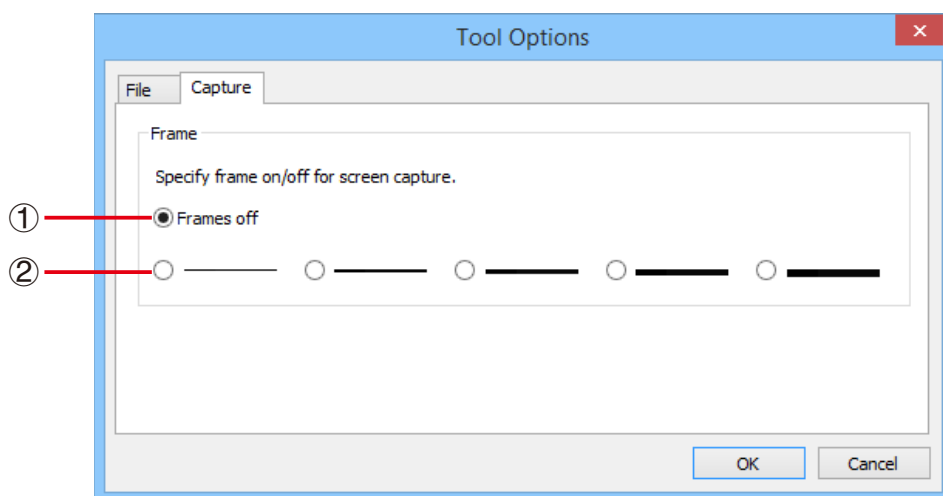 Tool Options
File Capture
Frame
Specify frame on/off for screen capture.
① Frames off
②
OK Cancel